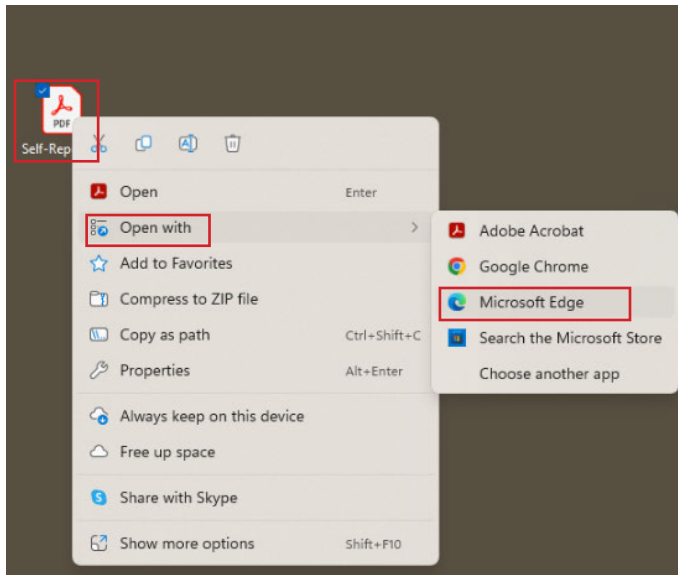 PDF
Self-Rep
Open Enter
Open with
Add to Favorites
Compress to ZIP file
Copy as path Ctrl+Shift+C
Properties Alt+Enter
Always keep on this device
Free up space
Share with Skype
Show more options Shift+F10
Adobe Acrobat
Google Chrome
Microsoft Edge
Search the Microsoft Store
Choose another app